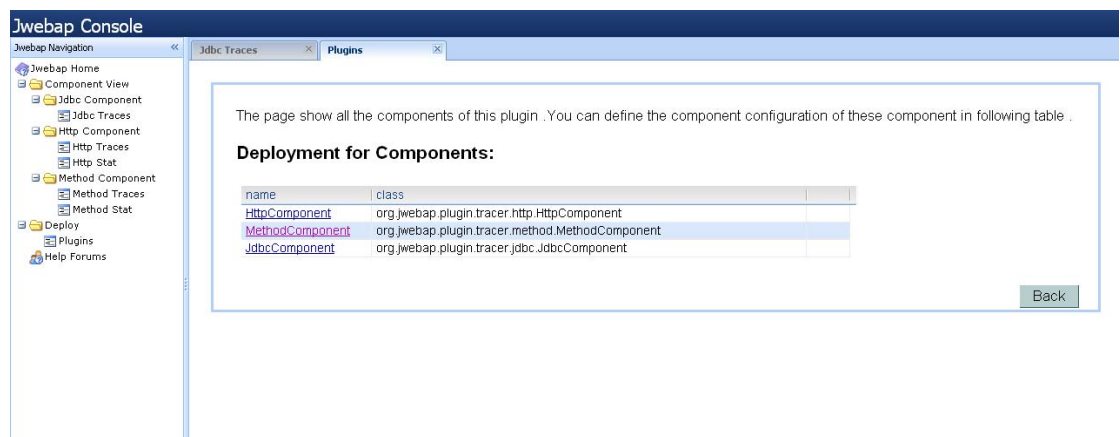 Jwebap Console
Jwebap Navigation «
Jwebap Home
Component View
Jdbc Component
Jdbc Traces
Http Component
Http Traces
Http Stat
Method Component
Method Traces
Method Stat
Deploy
Plugins
Help Forums
Jdbc Traces Plugins
The page show all the components of this plugin .You can define the component configuration of these component in following table .
Deployment for Components:
name class
HttpComponent org.jwebap.plugin.tracer.http.HttpComponent
MethodComponent org.jwebap.plugin.tracer.method.MethodComponent
JdbcComponent org.jwebap.plugin.tracer.jdbc.JdbcComponent
Back